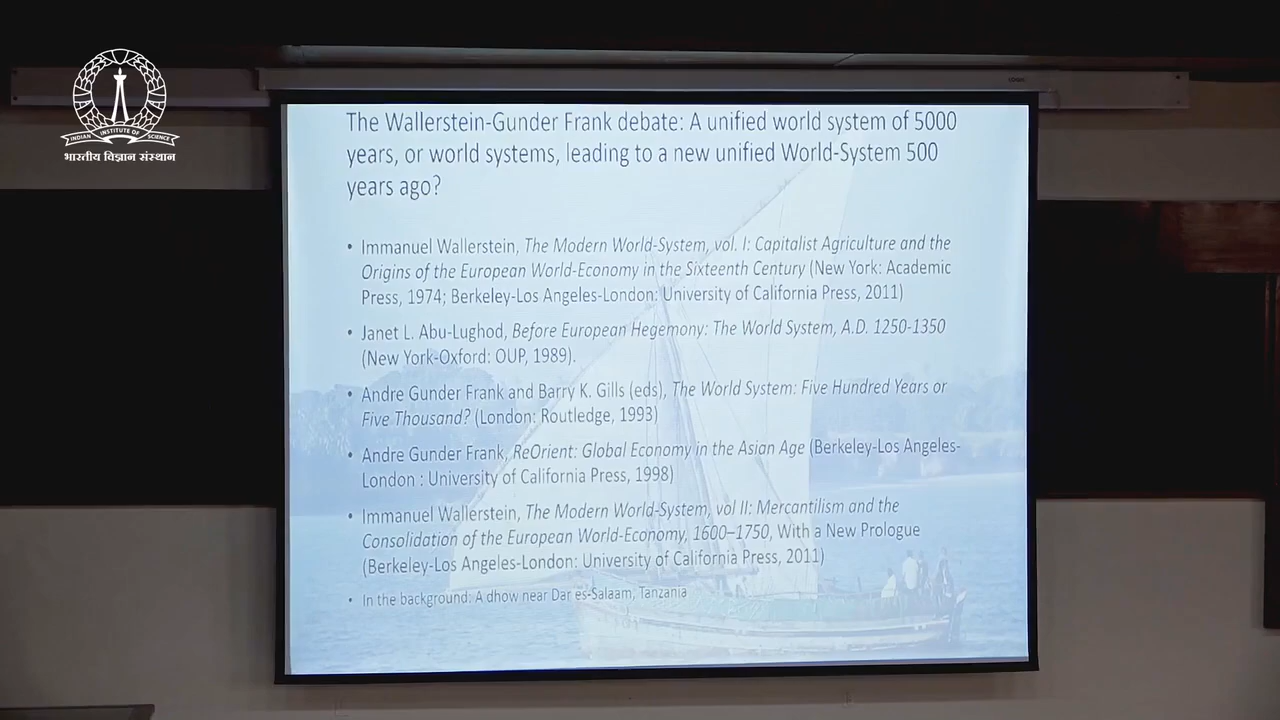 INDIAN INSTITUTE OF SCIENCE
भारतीय विज्ञान संस्थान
The Wallerstein-Gunder Frank debate: A unified world system of 5000
years, or world systems, leading to a new unified World-System 500
years ago?
• Immanuel Wallerstein, The Modern World-System, vol. I: Capitalist Agriculture and the
Origins of the European World-Economy in the Sixteenth Century (New York: Academic
Press, 1974; Berkeley-Los Angeles-London: University of California Press, 2011)
• Janet L. Abu-Lughod, Before European Hegemony: The World System, A.D. 1250-1350
(New York-Oxford: OUP, 1989).
• Andre Gunder Frank and Barry K. Gills (eds), The World System: Five Hundred Years or
Five Thousand? (London: Routledge, 1993)
• Andre Gunder Frank, ReOrient: Global Economy in the Asian Age (Berkeley-Los Angeles-
London : University of California Press, 1998)
• Immanuel Wallerstein, The Modern World-System, vol II: Mercantilism and the
Consolidation of the European World-Economy, 1600–1750, With a New Prologue
(Berkeley-Los Angeles-London: University of California Press, 2011)
• In the background: A dhow near Dar es-Salaam, Tanzania